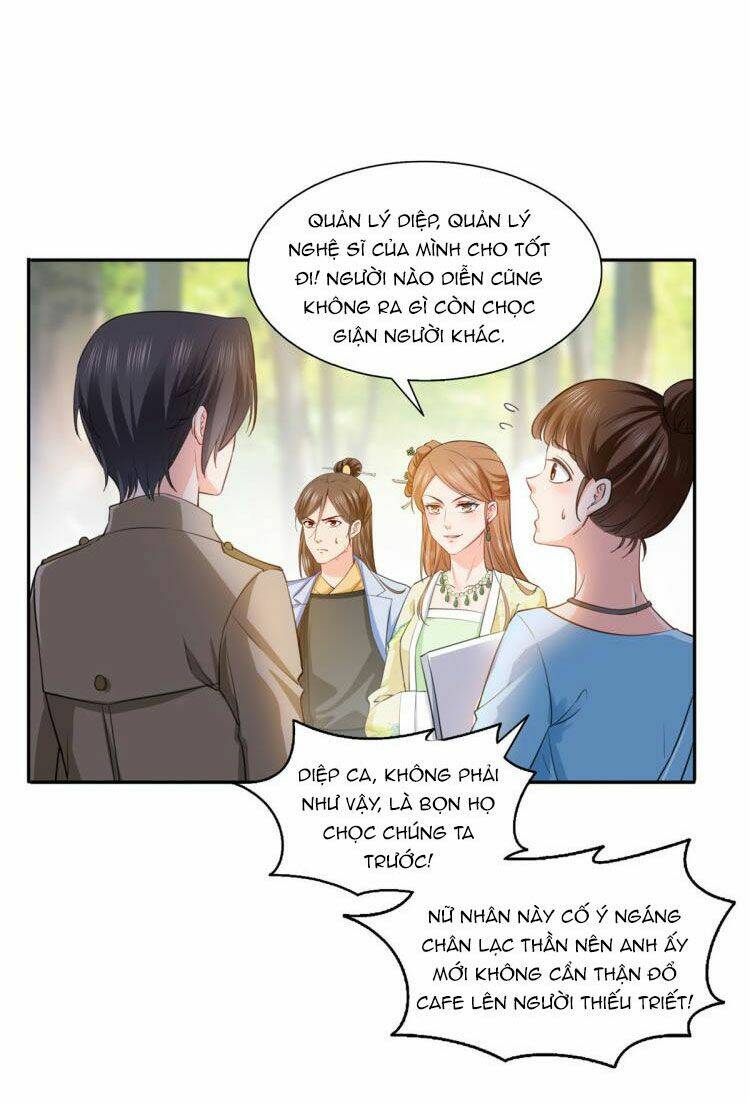 QUẢN LÝ DIỆP, QUẢN LÝ
NGHỆ SĨ CỦA MÌNH CHO TỐT
ĐI! NGƯỜI NÀO DIỄN CŨNG
KHÔNG RA GÌ CÒN CHỌC
GIẬN NGƯỜI KHÁC.
DIỆP CA, KHÔNG PHẢI
NHƯ VẬY, LÀ BỌN HỌ
CHỌC CHÚNG TA
TRƯỚC!
NỮ NHÂN NÀY CỐ Ý NGÁNG
CHÂN LẠC THẦN NÊN ANH ẤY
MỚI KHÔNG CẨN THẬN ĐỔ
CAFE LÊN NGƯỜI THIẾU TRIẾT!